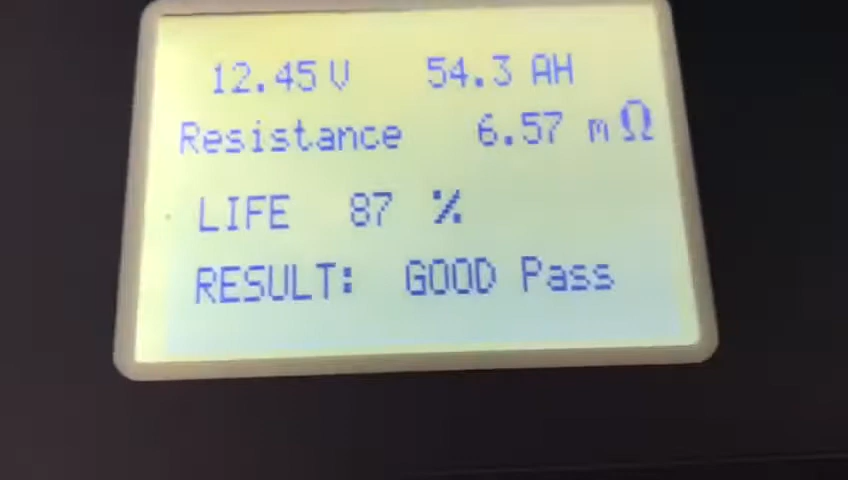 12.45 V 54.3 AH
Resistance 6.57 mΩ
LIFE 87 %
RESULT: GOOD Pass